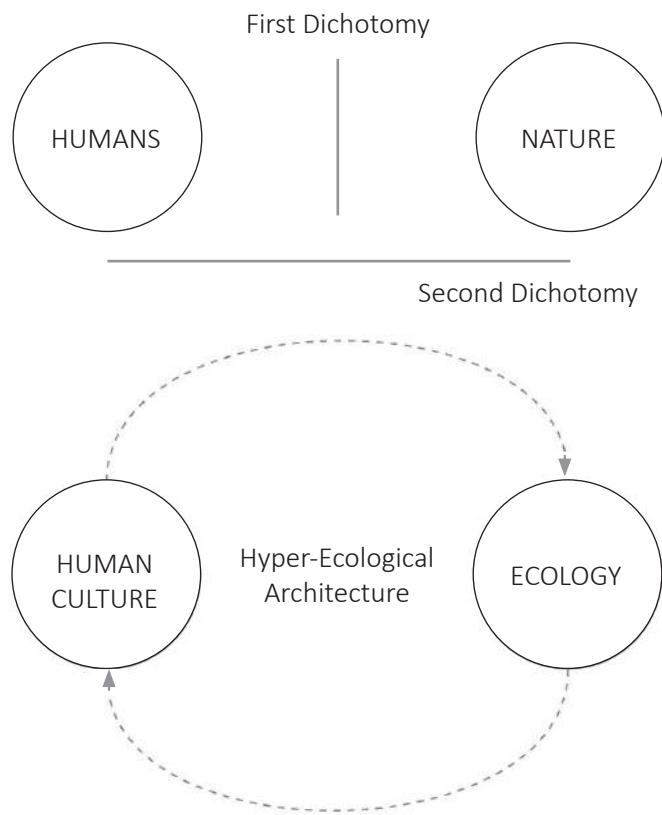 First Dichotomy
HUMANS
NATURE
Second Dichotomy
HUMAN
CULTURE
Hyper-Ecological
Architecture
ECOLOGY